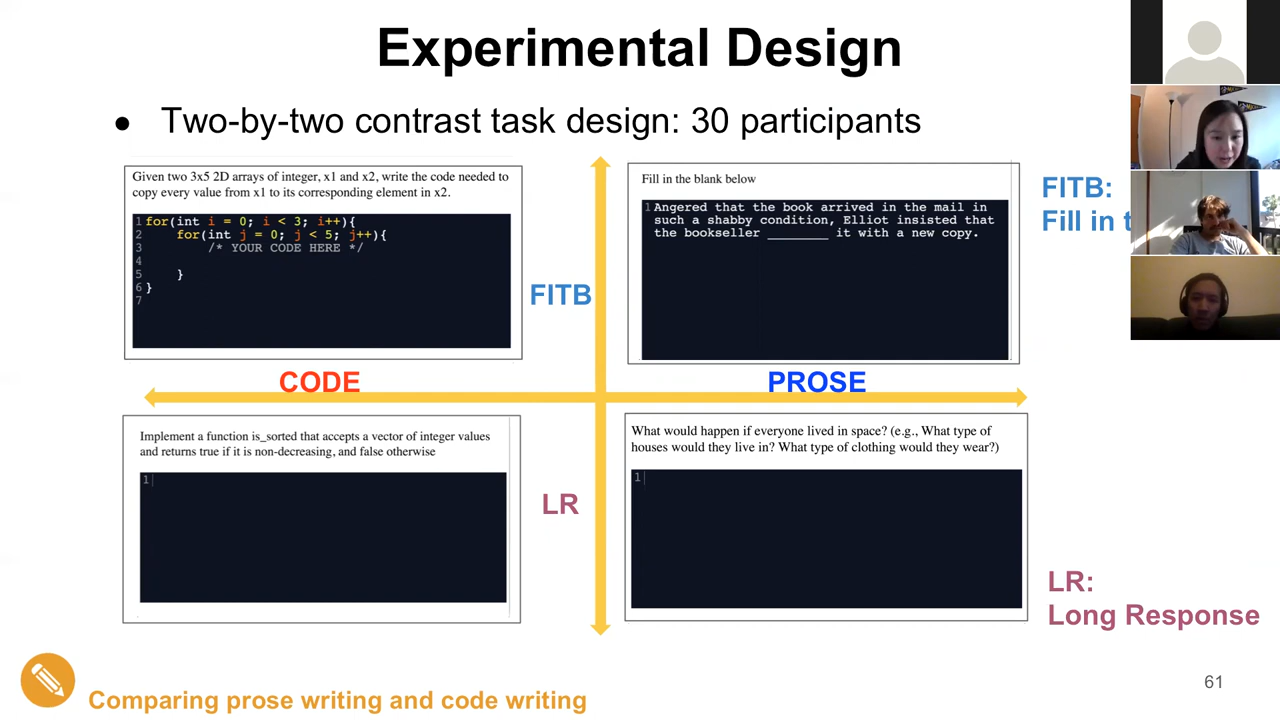 Experimental Design
● Two-by-two contrast task design: 30 participants
Given two 3x5 2D arrays of integer, x1 and x2, write the code needed to
copy every value from x1 to its corresponding element in x2.
1 for(int i = 0; i < 3; i++){
2 for(int j = 0; j < 5; j++){
3 /* YOUR CODE HERE */
4
5 }
6 }
7
FITB
Fill in the blank below
1 Angered that the book arrived in the mail in
such a shabby condition, Elliot insisted that
the bookseller ________ it with a new copy.
FITB:
Fill in t
CODE
PROSE
Implement a function is_sorted that accepts a vector of integer values
and returns true if it is non-decreasing, and false otherwise
1
LR
What would happen if everyone lived in space? (e.g., What type of
houses would they live in? What type of clothing would they wear?)
1
LR:
Long Response
Comparing prose writing and code writing
61